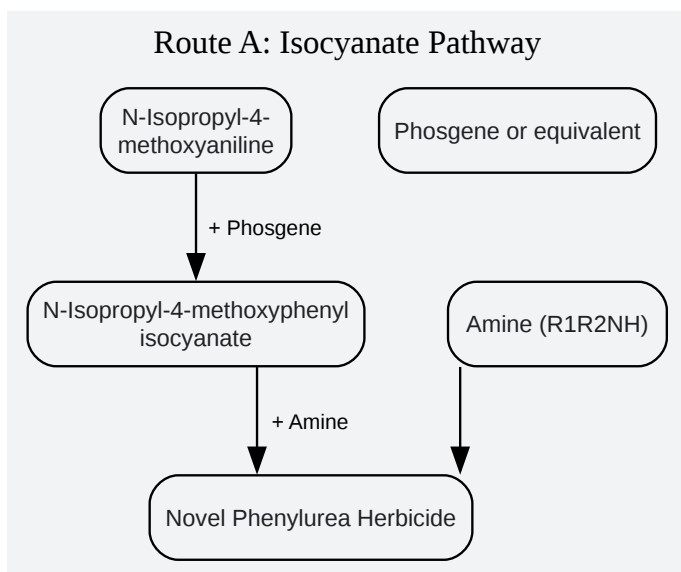 Route A: Isocyanate Pathway
N-Isopropyl-4-
methoxyaniline
Phosgene or equivalent
+ Phosgene
N-Isopropyl-4-methoxyphenyl
isocyanate
Amine (R1R2NH)
+ Amine
Novel Phenylurea Herbicide